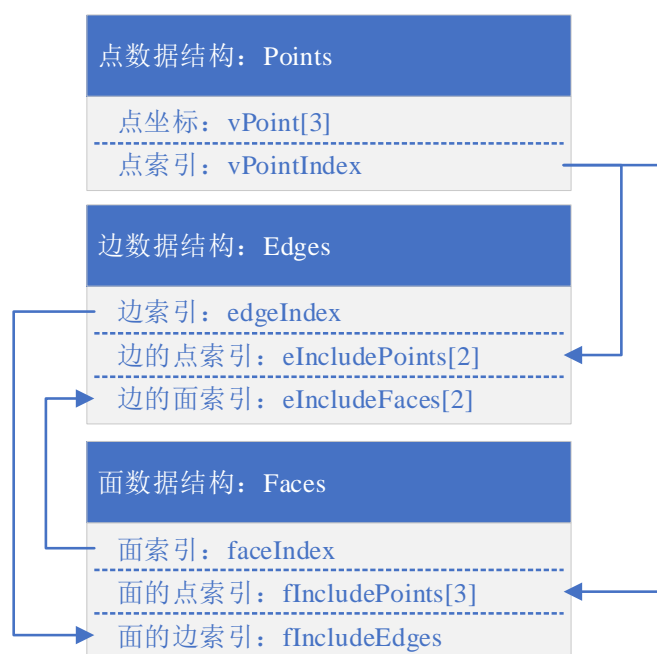 点数据结构：Points
点坐标：vPoint[3]
点索引：vPointIndex
边数据结构：Edges
边索引：edgeIndex
边的点索引：eIncludePoints[2]
边的面索引：eIncludeFaces[2]
面数据结构：Faces
面索引：faceIndex
面的点索引：fIncludePoints[3]
面的边索引：fIncludeEdges